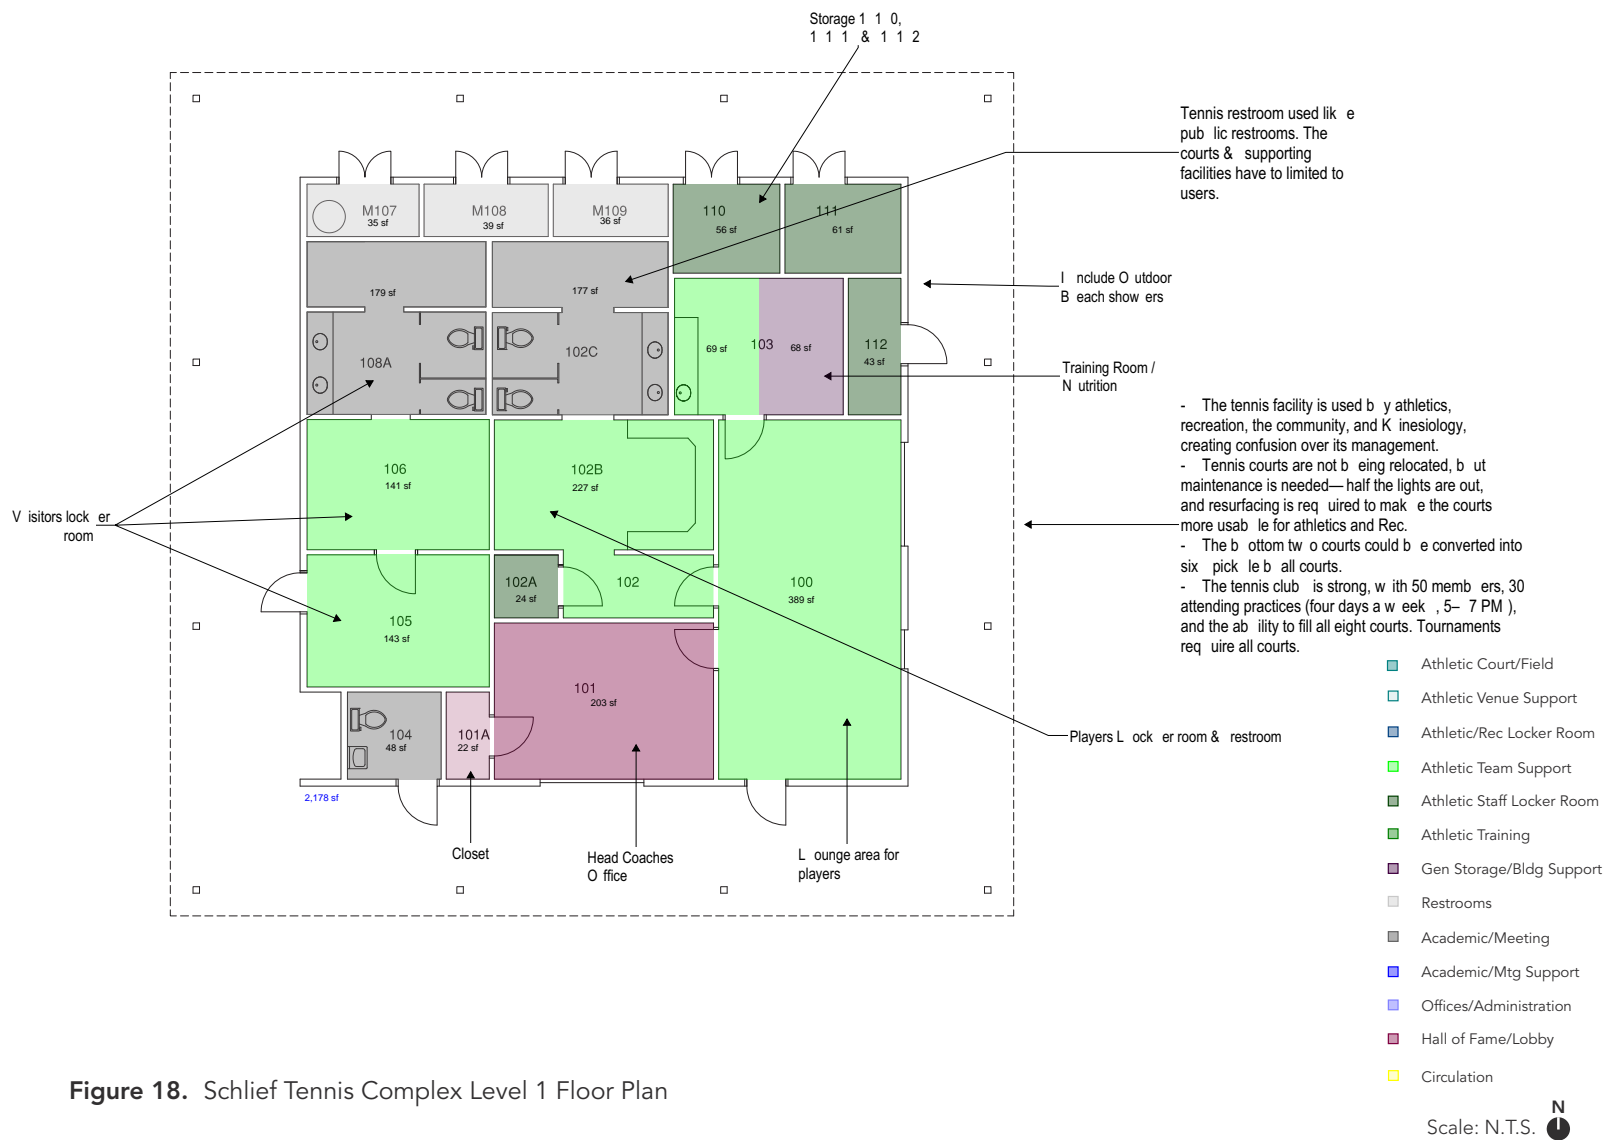 Storage 1 1 0,
1 1 1 & 1 1 2
Tennis restroom used lik e
pub lic restrooms. The
courts & supporting
facilities have to limited to
users.
M107
35 sf
M108
39 sf
M109
36 sf
110
56 sf
111
61 sf
179 sf
177 sf
I nclude O utdoor
B each show ers
108A
102C
69 sf
103
68 sf
112
43 sf
Training Room /
N utrition
- The tennis facility is used b y athletics,
recreation, the community, and K inesiology,
creating confusion over its management.
- Tennis courts are not b eing relocated, b ut
maintenance is needed— half the lights are out,
and resurfacing is req uired to mak e the courts
more usab le for athletics and Rec.
- The b ottom tw o courts could b e converted into
six pick le b all courts.
- The tennis club is strong, w ith 50 memb ers, 30
attending practices (four days a w eek , 5– 7 PM ),
and the ab ility to fill all eight courts. Tournaments
req uire all courts.
106
141 sf
102B
227 sf
V isitors lock er
room
102A
24 sf
102
100
389 sf
105
143 sf
101
203 sf
104
48 sf
101A
22 sf
Players L ock er room & restroom
2,178 sf
Closet
Head Coaches
O ffice
L ounge area for
players
Athletic Court/Field
Athletic Venue Support
Athletic/Rec Locker Room
Athletic Team Support
Athletic Staff Locker Room
Athletic Training
Gen Storage/Bldg Support
Restrooms
Academic/Meeting
Academic/Mtg Support
Offices/Administration
Hall of Fame/Lobby
Circulation
Figure 18. Schlief Tennis Complex Level 1 Floor Plan
N
Scale: N.T.S.